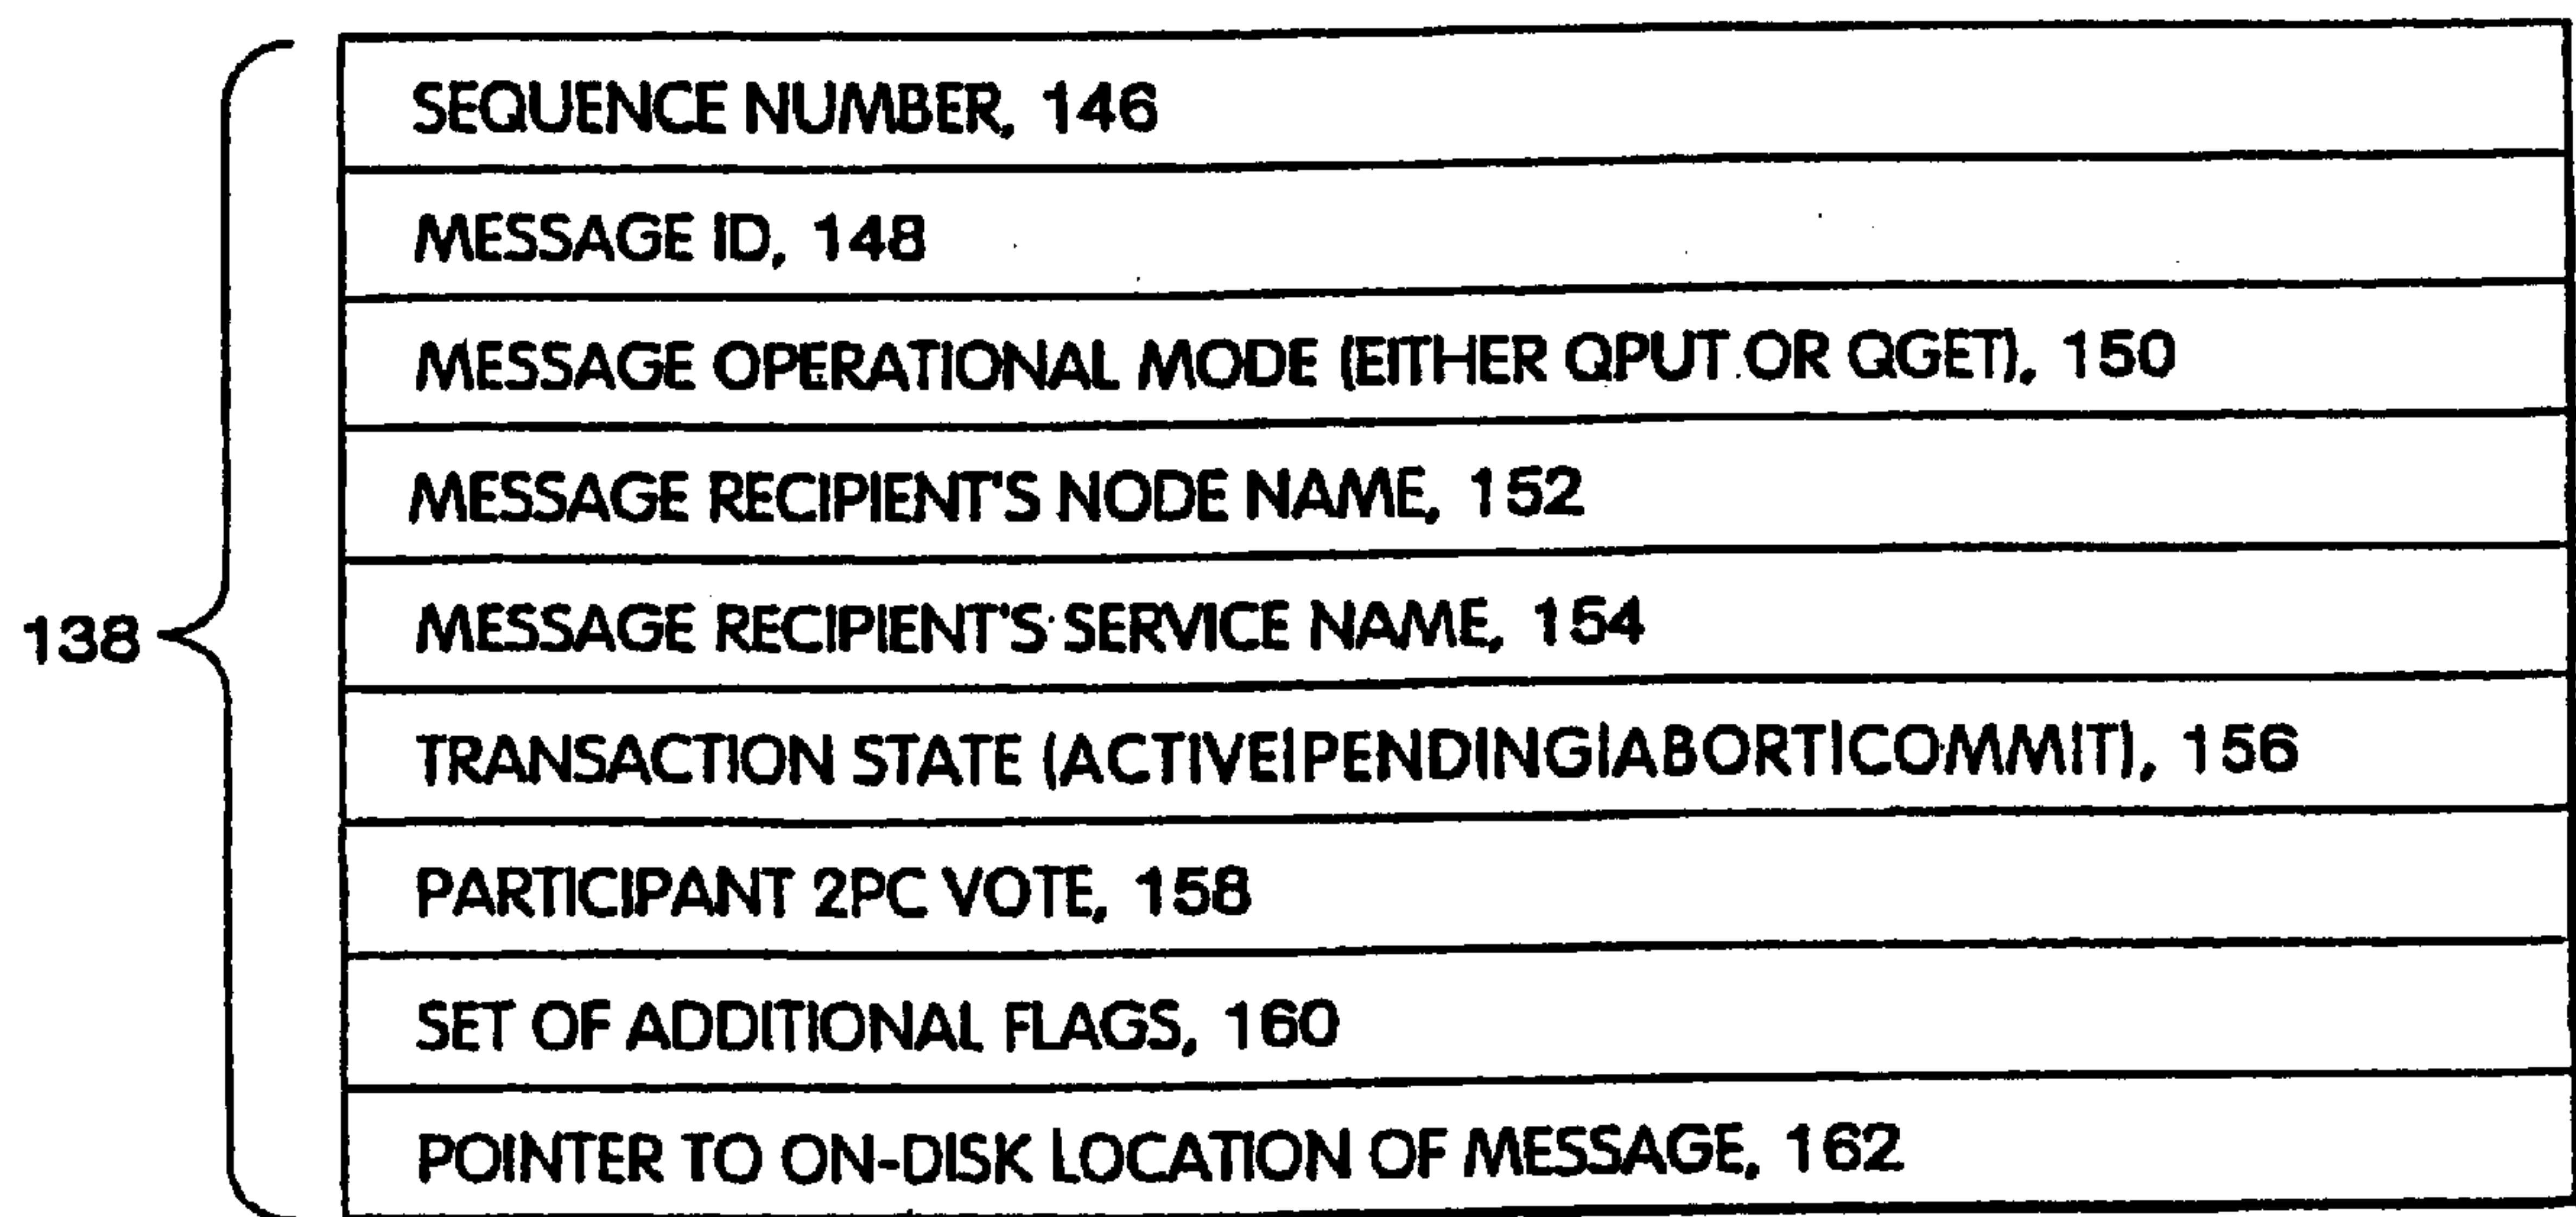 SEQUENCE NUMBER, 146
MESSAGE ID, 148
MESSAGE OPERATIONAL MODE (EITHER QPUT OR QGET), 150
MESSAGE RECIPIENT'S NODE NAME, 152
MESSAGE RECIPIENT'S SERVICE NAME, 154
138
TRANSACTION STATE (ACTIVE|PENDING|ABORT|COMMIT), 156
PARTICIPANT 2PC VOTE, 158
SET OF ADDITIONAL FLAGS, 160
POINTER TO ON-DISK LOCATION OF MESSAGE, 162